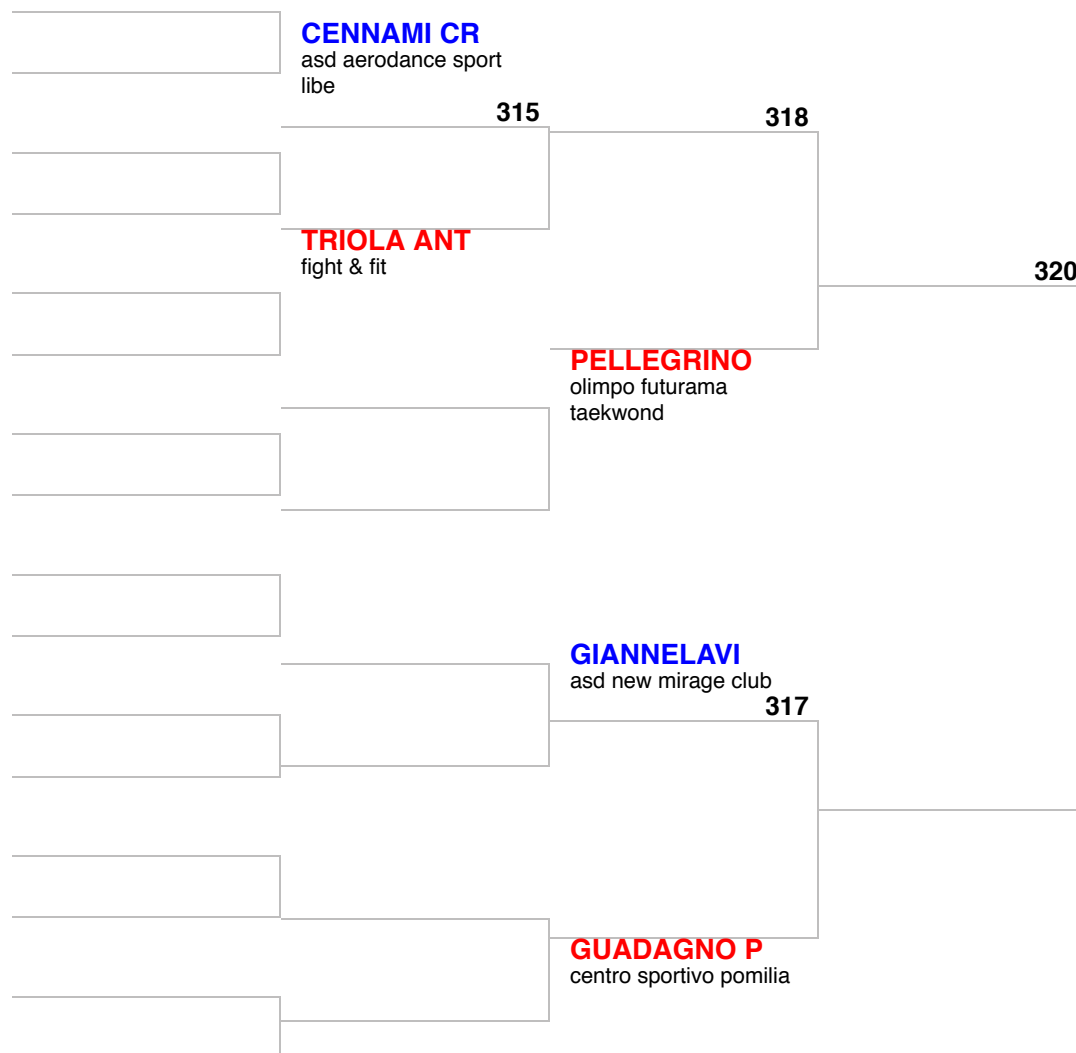 CENNAMI CR
asd aerodance sport
libe
315
318
TRIOLA ANT
fight & fit
320
PELLEGRINO
olimpo futurama
taekwond
GIANNELAVI
asd new mirage club
317
GUADAGNO P
centro sportivo pomilia